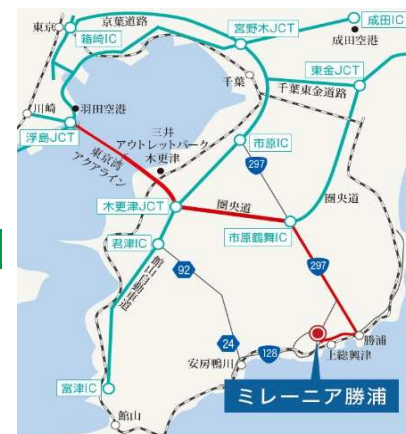 東京
箱崎IC
京葉道路
宮野木JCT
成田IC
成田空港
東金JCT
千葉
千葉東金道路
川崎
羽田空港
浮島JCT
三井
アウトレットパーク
木更津
東京湾
アクアライン
市原IC
297
木更津JCT
圏央道
圏央道
市原鶴舞IC
君津IC
92
297
館山自動車道
24
安房鴨川
128
勝浦
上総興津
富津IC
館山
ミレーニア勝浦